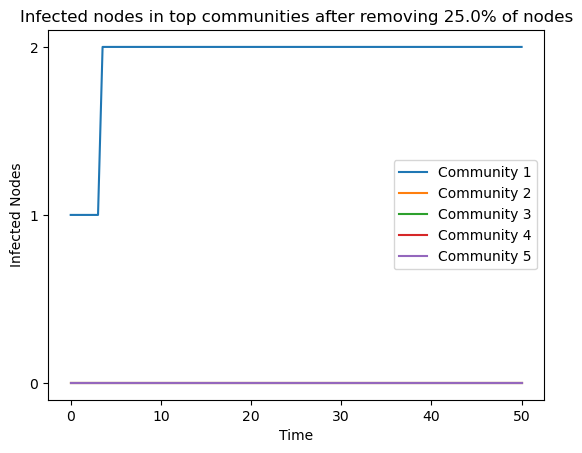 Infected nodes in top communities after removing 25.0% of nodes
2
1
0
Infected Nodes
Community 1
Community 2
Community 3
Community 4
Community 5
0 10 20 30 40 50
Time